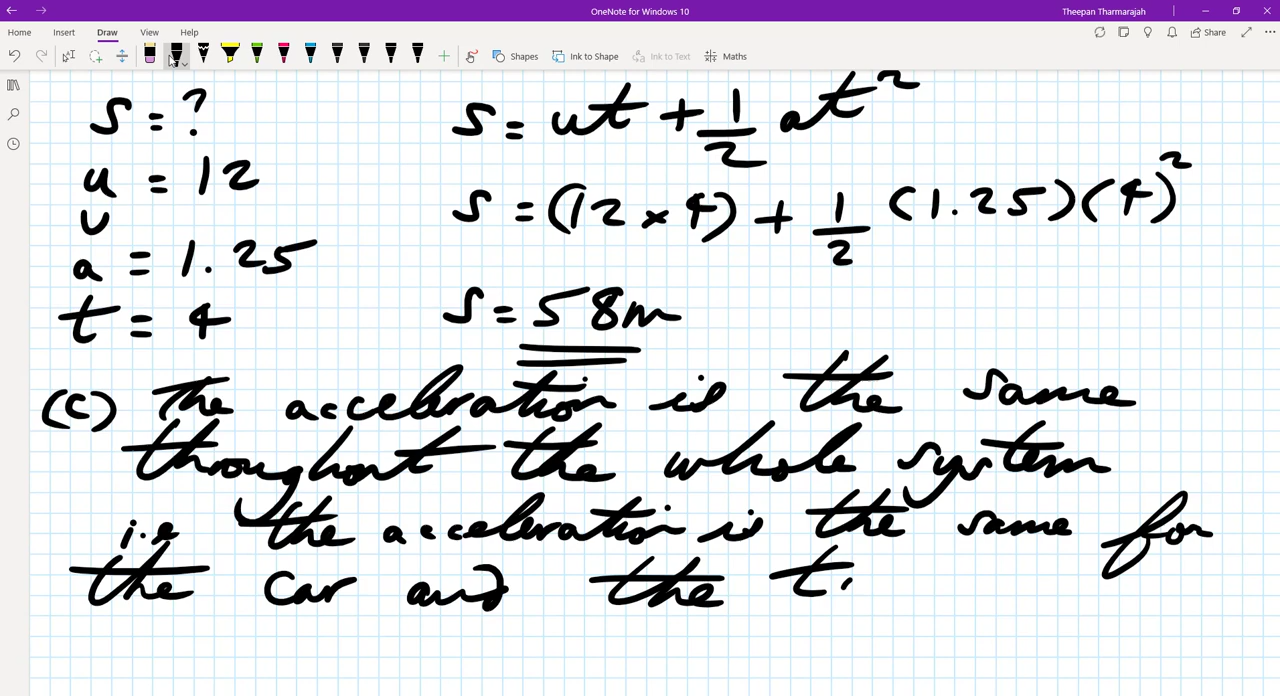 OneNote for Windows 10
Theepan Tharmarajah
Home Insert Draw View Help
Share
Shapes Ink to Shape Ink to Text Maths
s = ?
u = 12
v
a = 1.25
t = 4
s = ut + 1/2 at²
s = (12 × 4) + 1/2 (1.25)(4)²
s = 58m
(c) The acceleration is the same
throughout the whole system
i.e the acceleration is the same for
the car and the t